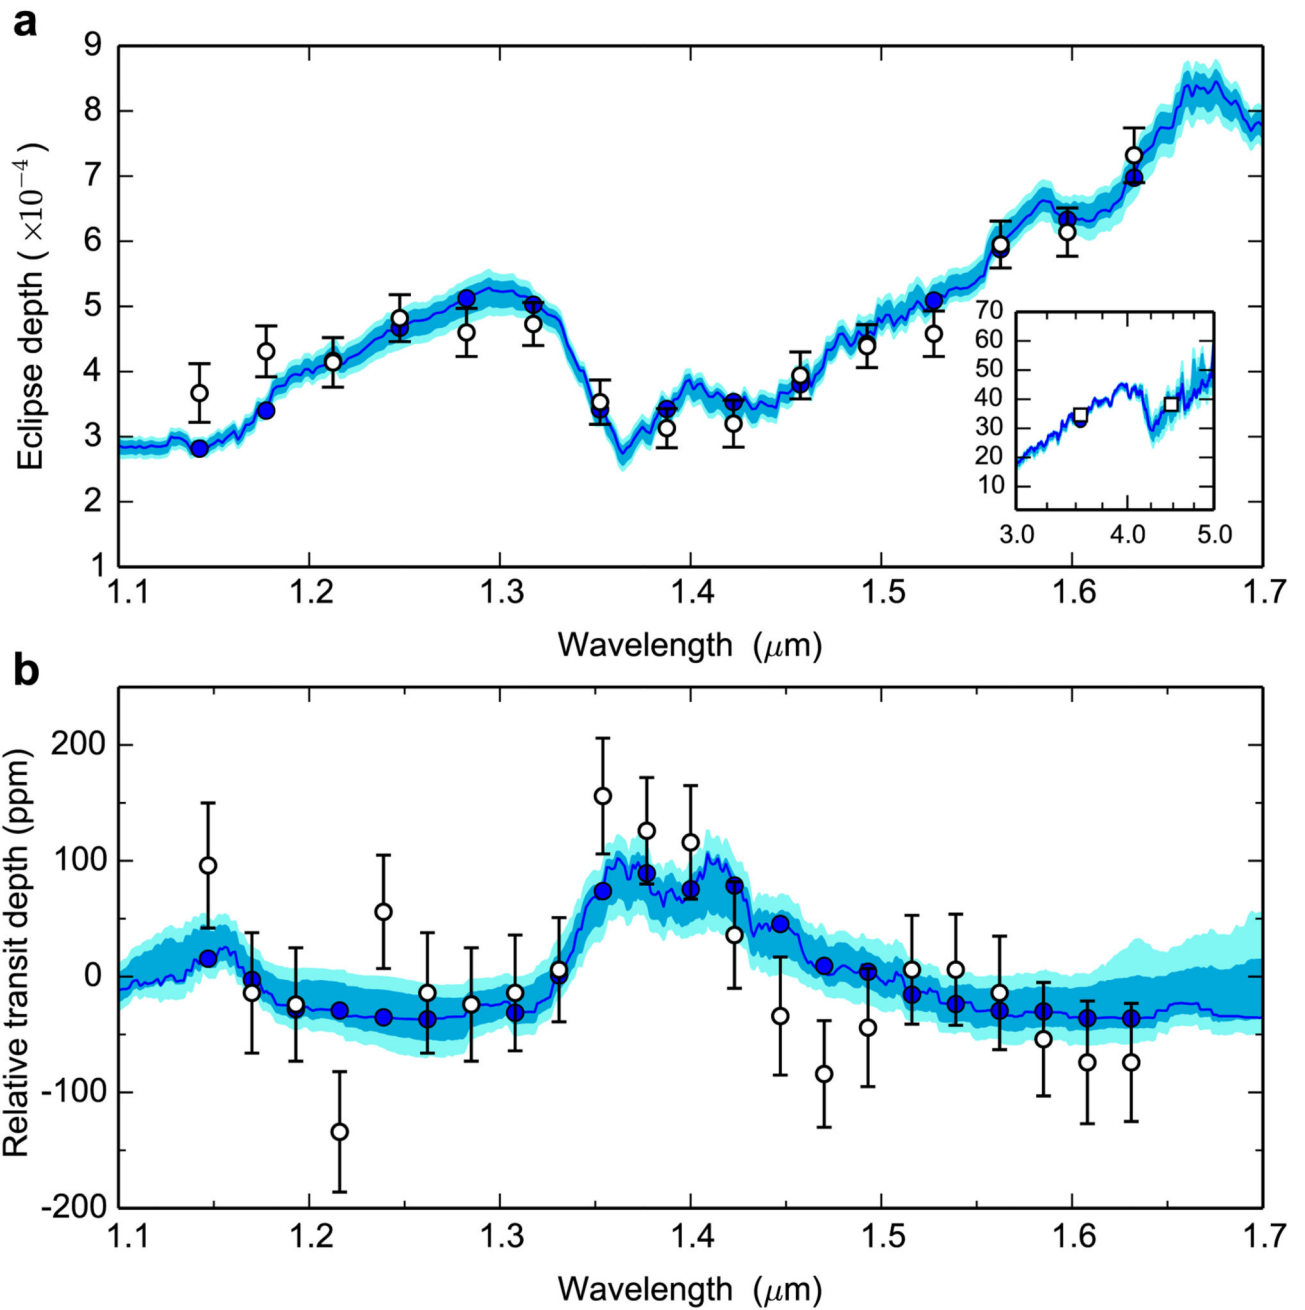 a
Eclipse depth ( ×10⁻⁴ )
9
8
7
6
5
4
3
2
1
70
60
50
40
30
20
10
3.0 4.0 5.0
1.1 1.2 1.3 1.4 1.5 1.6 1.7
Wavelength (μm)
b
Relative transit depth (ppm)
200
100
0
-100
-200
1.1 1.2 1.3 1.4 1.5 1.6 1.7
Wavelength (μm)